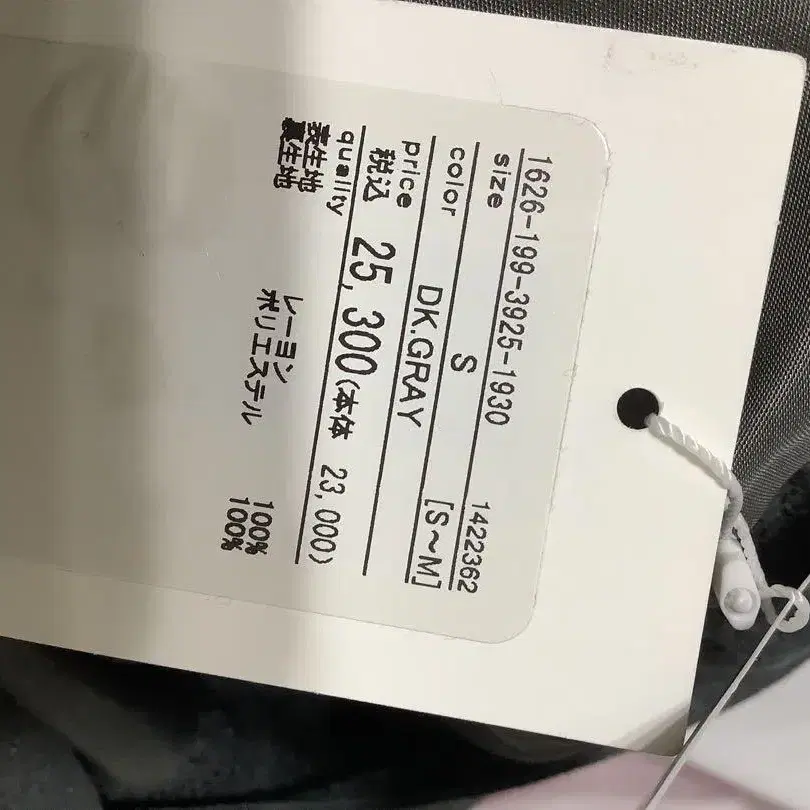 1626-199-3925-1930 1422362
size S [S~M]
color DK.GRAY
price
税込 25,300(本体 23,000)
quality
表生地 レーヨン 100%
裏生地 ポリエステル 100%